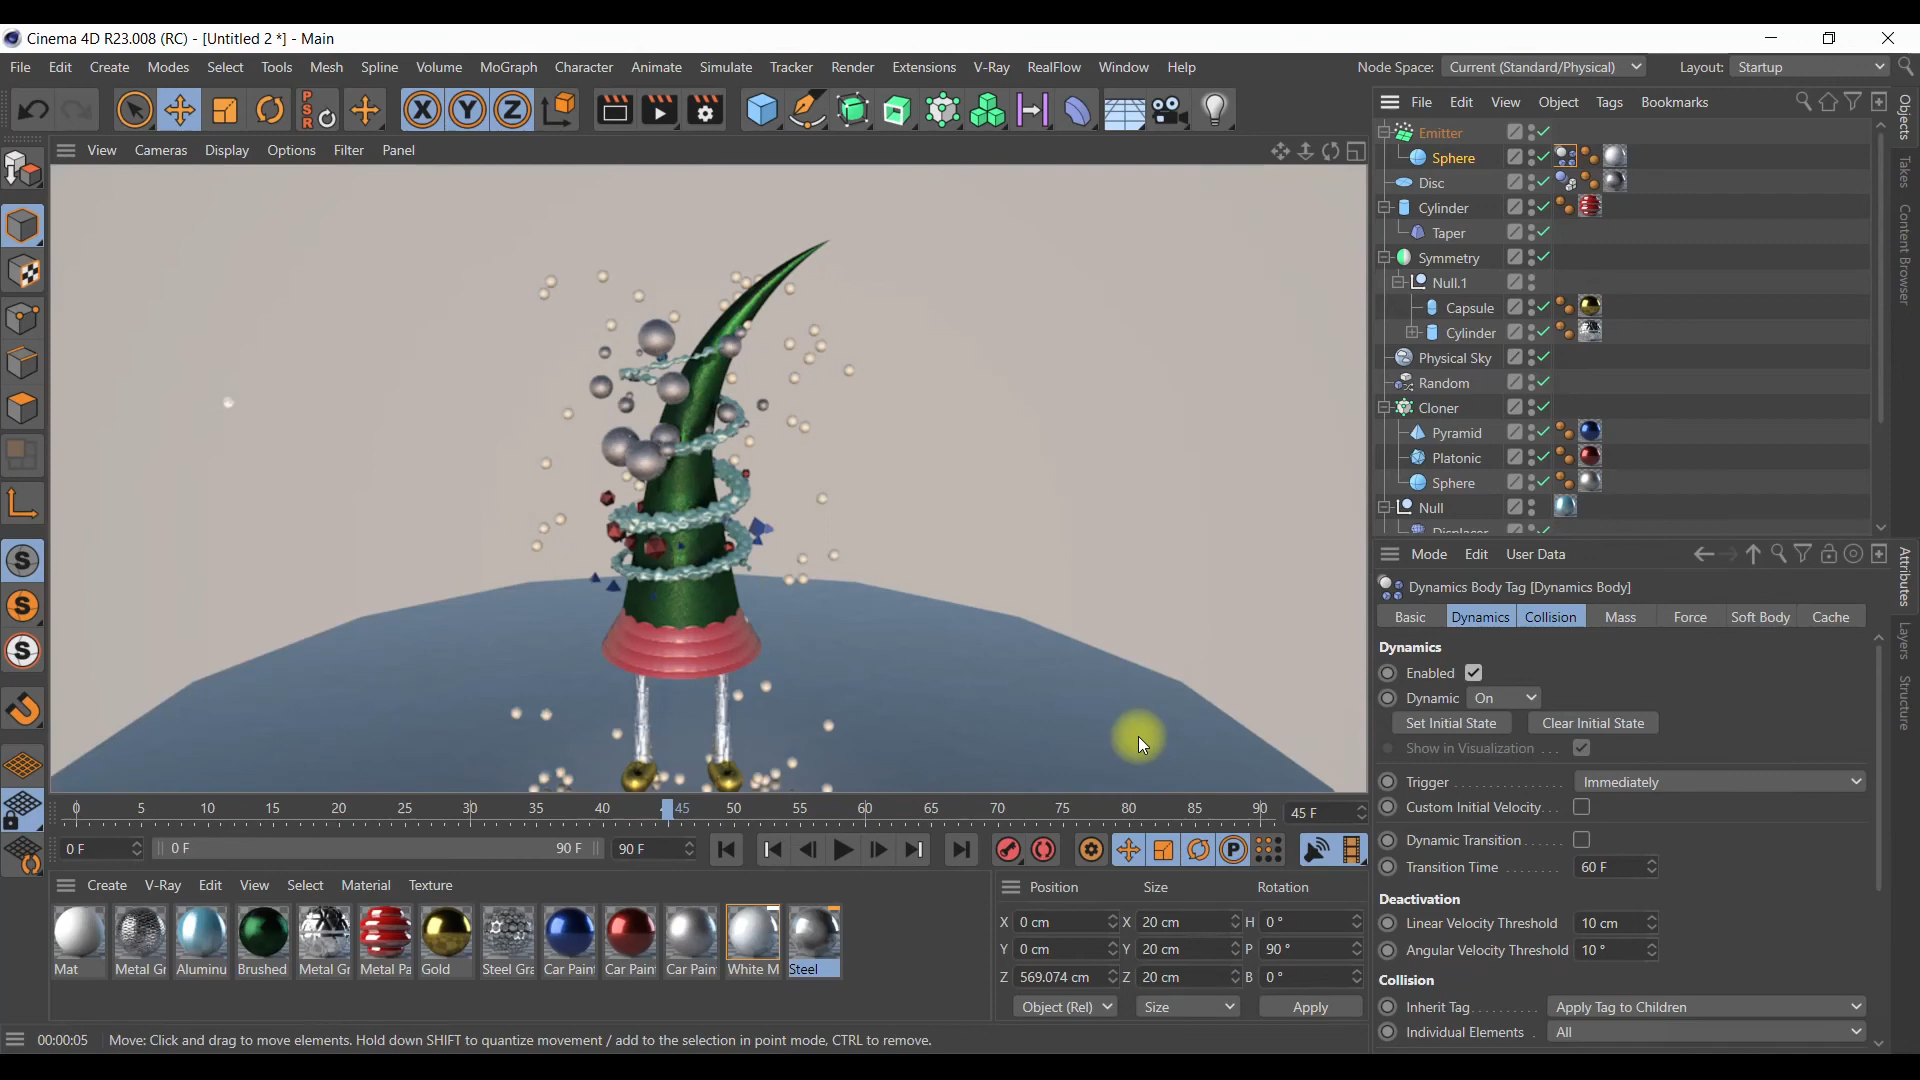 Cinema 4D R23.008 (RC) - [Untitled 2 *] - Main
File Edit Create Modes Select Tools Mesh Spline Volume MoGraph Character Animate Simulate Tracker Render Extensions V-Ray RealFlow Window Help Node Space: Current (Standard/Physical) Layout: Startup
PSR X Y Z File Edit View Object Tags Bookmarks
View Cameras Display Options Filter Panel
Emitter
Sphere
Disc
Cylinder
Taper
Symmetry
Null.1
Capsule
Cylinder
Physical Sky
Random
Cloner
Pyramid
Platonic
Sphere
Null
Displacer
Objects
Takes
Content Browser
Mode Edit User Data
Dynamics Body Tag [Dynamics Body]
Basic Dynamics Collision Mass Force Soft Body Cache
Dynamics
Enabled
Dynamic On
Set Initial State Clear Initial State
Show in Visualization . . .
Trigger . . . . . . . . . . . . . . . Immediately
Custom Initial Velocity. . .
Dynamic Transition . . . . . .
Transition Time . . . . . . . . 60 F
Deactivation
Linear Velocity Threshold 10 cm
Angular Velocity Threshold 10 °
Collision
Inherit Tag. . . . . . . . . . Apply Tag to Children
Individual Elements . All
Attributes
Layers
Structure
0 5 10 15 20 25 30 35 40 45 50 55 60 65 70 75 80 85 90 45 F
0 F 0 F 90 F 90 F
Create V-Ray Edit View Select Material Texture
Mat Metal Gr Aluminu Brushed Metal Gr Metal Pa Gold Steel Gra Car Pain Car Pain Car Pain White M Steel
Position Size Rotation
X 0 cm X 20 cm H 0 °
Y 0 cm Y 20 cm P 90 °
Z 569.074 cm Z 20 cm B 0 °
Object (Rel) Size Apply
00:00:05 Move: Click and drag to move elements. Hold down SHIFT to quantize movement / add to the selection in point mode, CTRL to remove.